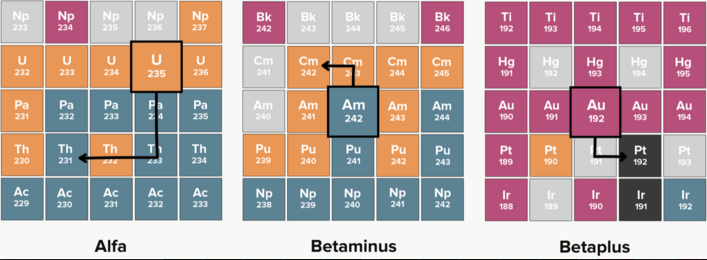 Np Np Np Np Np
233 234 235 236 237
U U U U U
232 233 234 235 236
Pa Pa Pa Pa Pa
231 232 233 234 235
Th Th Th Th Th
230 231 232 233 234
Ac Ac Ac Ac Ac
229 230 231 232 233
Alfa
Bk Bk Bk Bk Bk
242 243 244 245 246
Cm Cm Cm Cm Cm
241 242 243 244 245
Am Am Am Am Am
240 241 242 243 244
Pu Pu Pu Pu Pu
239 240 241 242 243
Np Np Np Np Np
238 239 240 241 242
Betaminus
Ti Ti Ti Ti Ti
192 193 194 195 196
Hg Hg Hg Hg Hg
191 192 193 194 195
Au Au Au Au Au
190 191 192 193 194
Pt Pt Pt Pt Pt
189 190 191 192 193
Ir Ir Ir Ir Ir
188 189 190 191 192
Betaplus